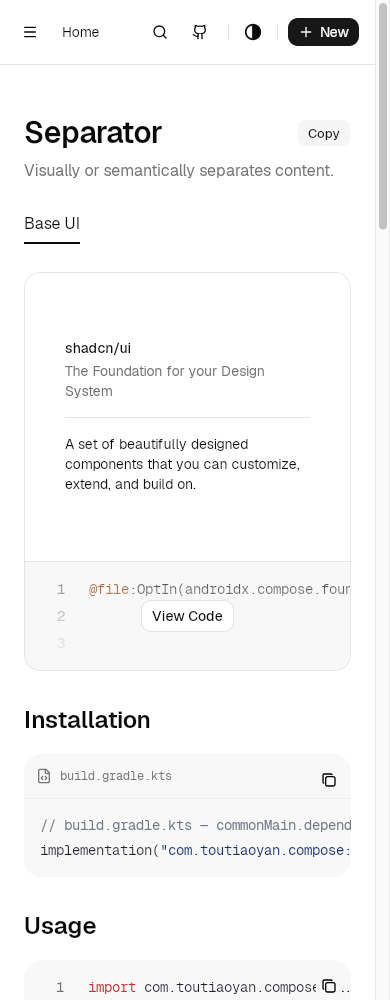 Home
New
Separator
Copy
Visually or semantically separates content.
Base UI
shadcn/ui
The Foundation for your Design
System
A set of beautifully designed
components that you can customize,
extend, and build on.
1 @file:OptIn(androidx.compose.foun
2
View Code
3
Installation
build.gradle.kts
// build.gradle.kts — commonMain.depend
implementation("com.toutiaoyan.compose:
Usage
1 import com.toutiaoyan.compose ..